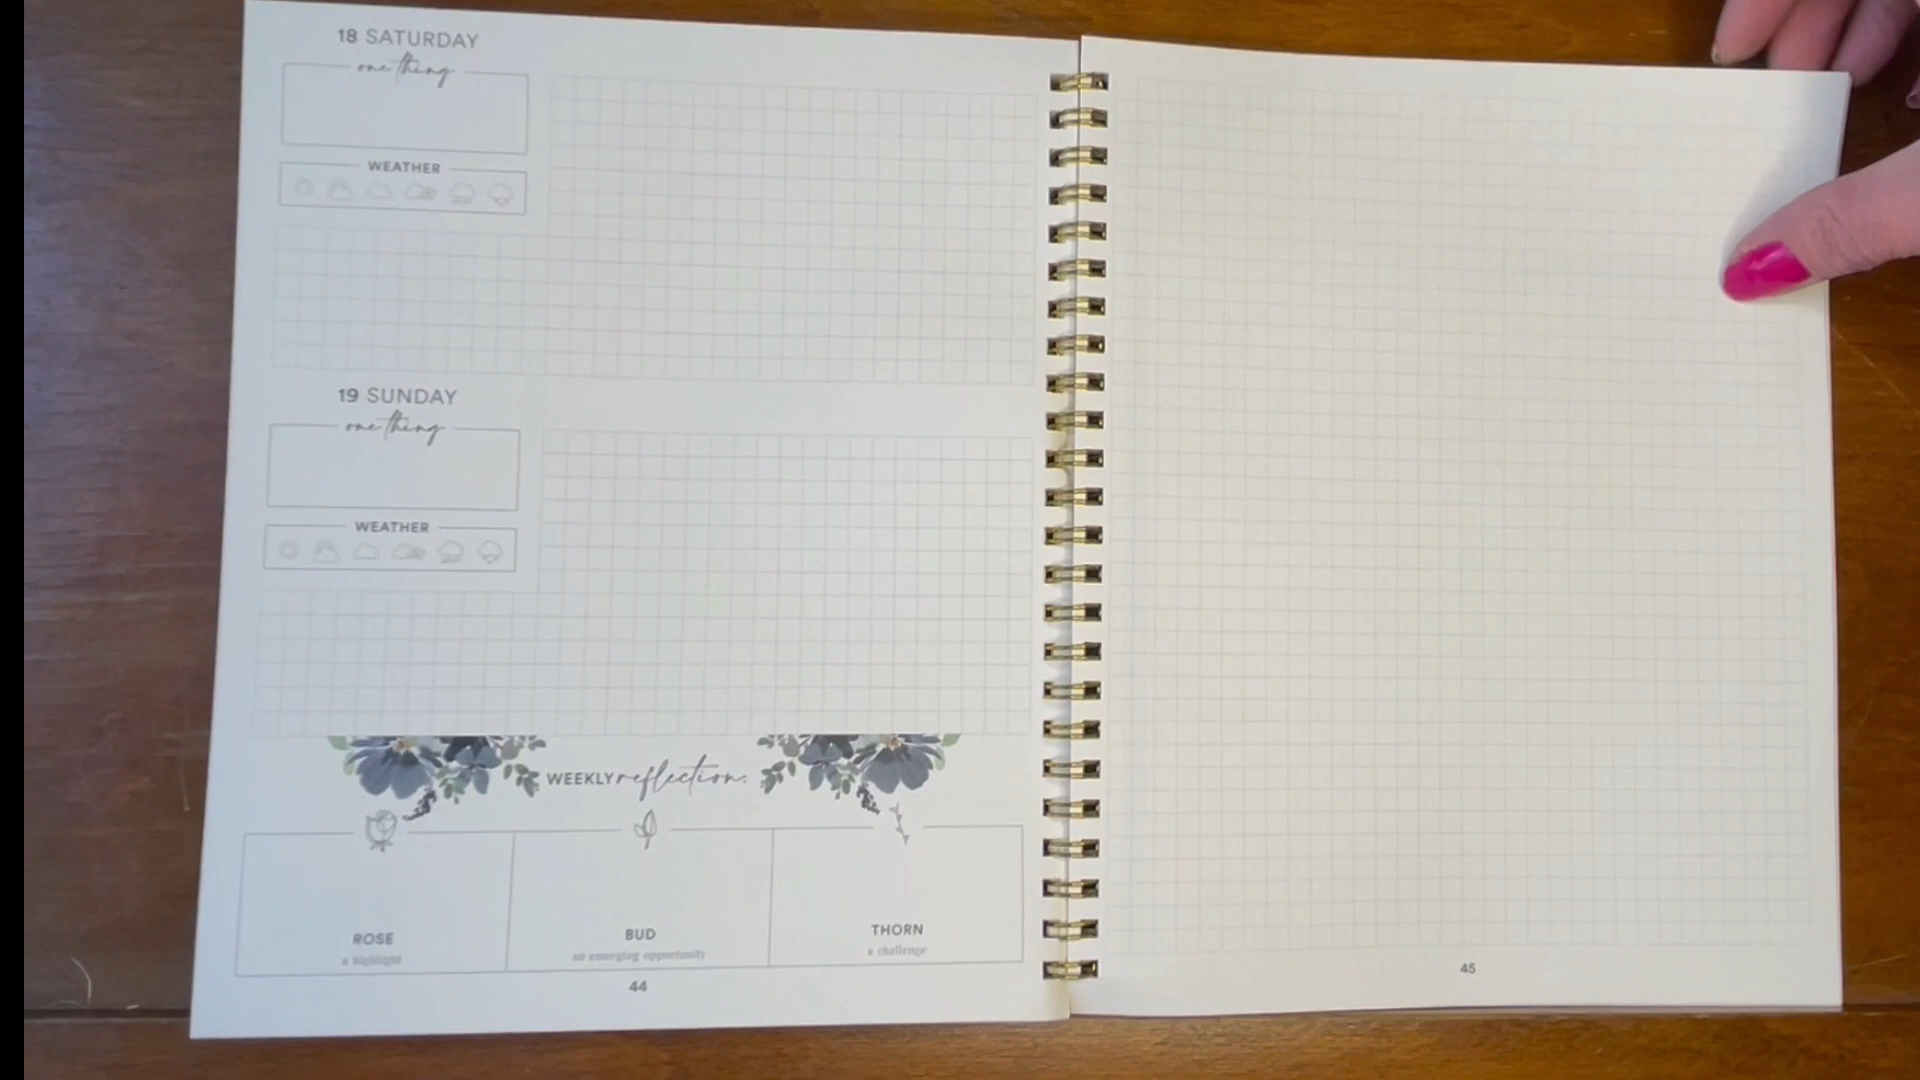 18 SATURDAY
one thing
WEATHER
19 SUNDAY
one thing
WEATHER
WEEKLY reflection.
ROSE
a highlight
BUD
an emerging opportunity
THORN
a challenge
44
45